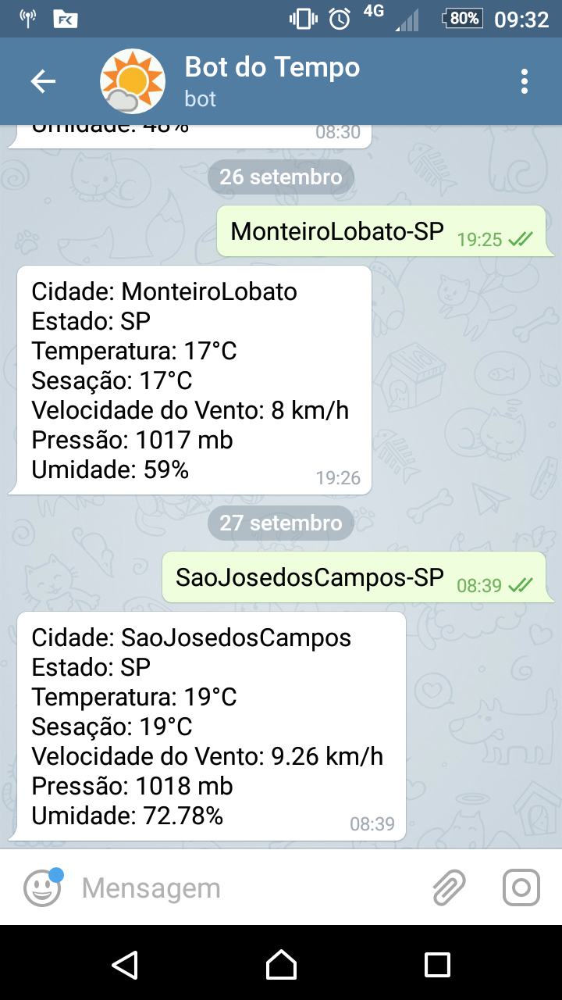 4G
80%
09:32
Bot do Tempo
bot
Umidade: 48%
08:30
26 setembro
MonteiroLobato-SP 19:25
Cidade: MonteiroLobato
Estado: SP
Temperatura: 17°C
Sesação: 17°C
Velocidade do Vento: 8 km/h
Pressão: 1017 mb
Umidade: 59%
19:26
27 setembro
SaoJosedosCampos-SP 08:39
Cidade: SaoJosedosCampos
Estado: SP
Temperatura: 19°C
Sesação: 19°C
Velocidade do Vento: 9.26 km/h
Pressão: 1018 mb
Umidade: 72.78%
08:39
Mensagem